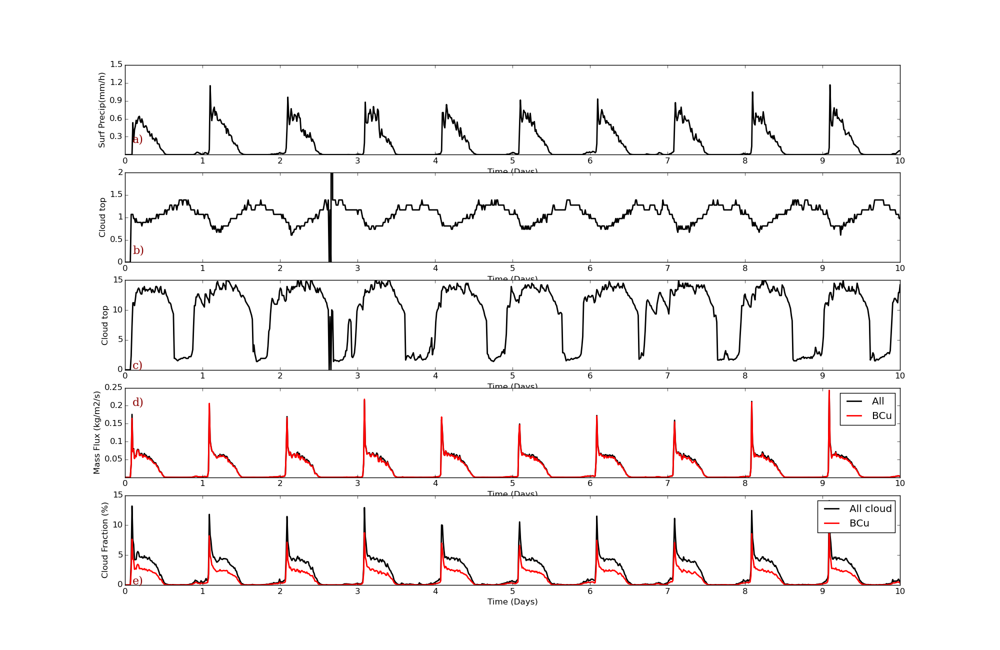 Surf Precip(mm/h)
1.5
1.2
0.9
0.6
0.3
a)
0 1 2 3 4 5 6 7 8 9 10
Time (Days)
Cloud top
2
1.5
1
0.5
0
b)
0 1 2 3 4 5 6 7 8 9 10
Time (Days)
Cloud top
15
10
5
0
c)
0 1 2 3 4 5 6 7 8 9 10
Time (Days)
Mass Flux (kg/m2/s)
0.25
0.2
0.15
0.1
0.05
d)
All
BCu
0 1 2 3 4 5 6 7 8 9 10
Time (Days)
Cloud Fraction (%)
15
10
5
0
e)
All cloud
BCu
0 1 2 3 4 5 6 7 8 9 10
Time (Days)